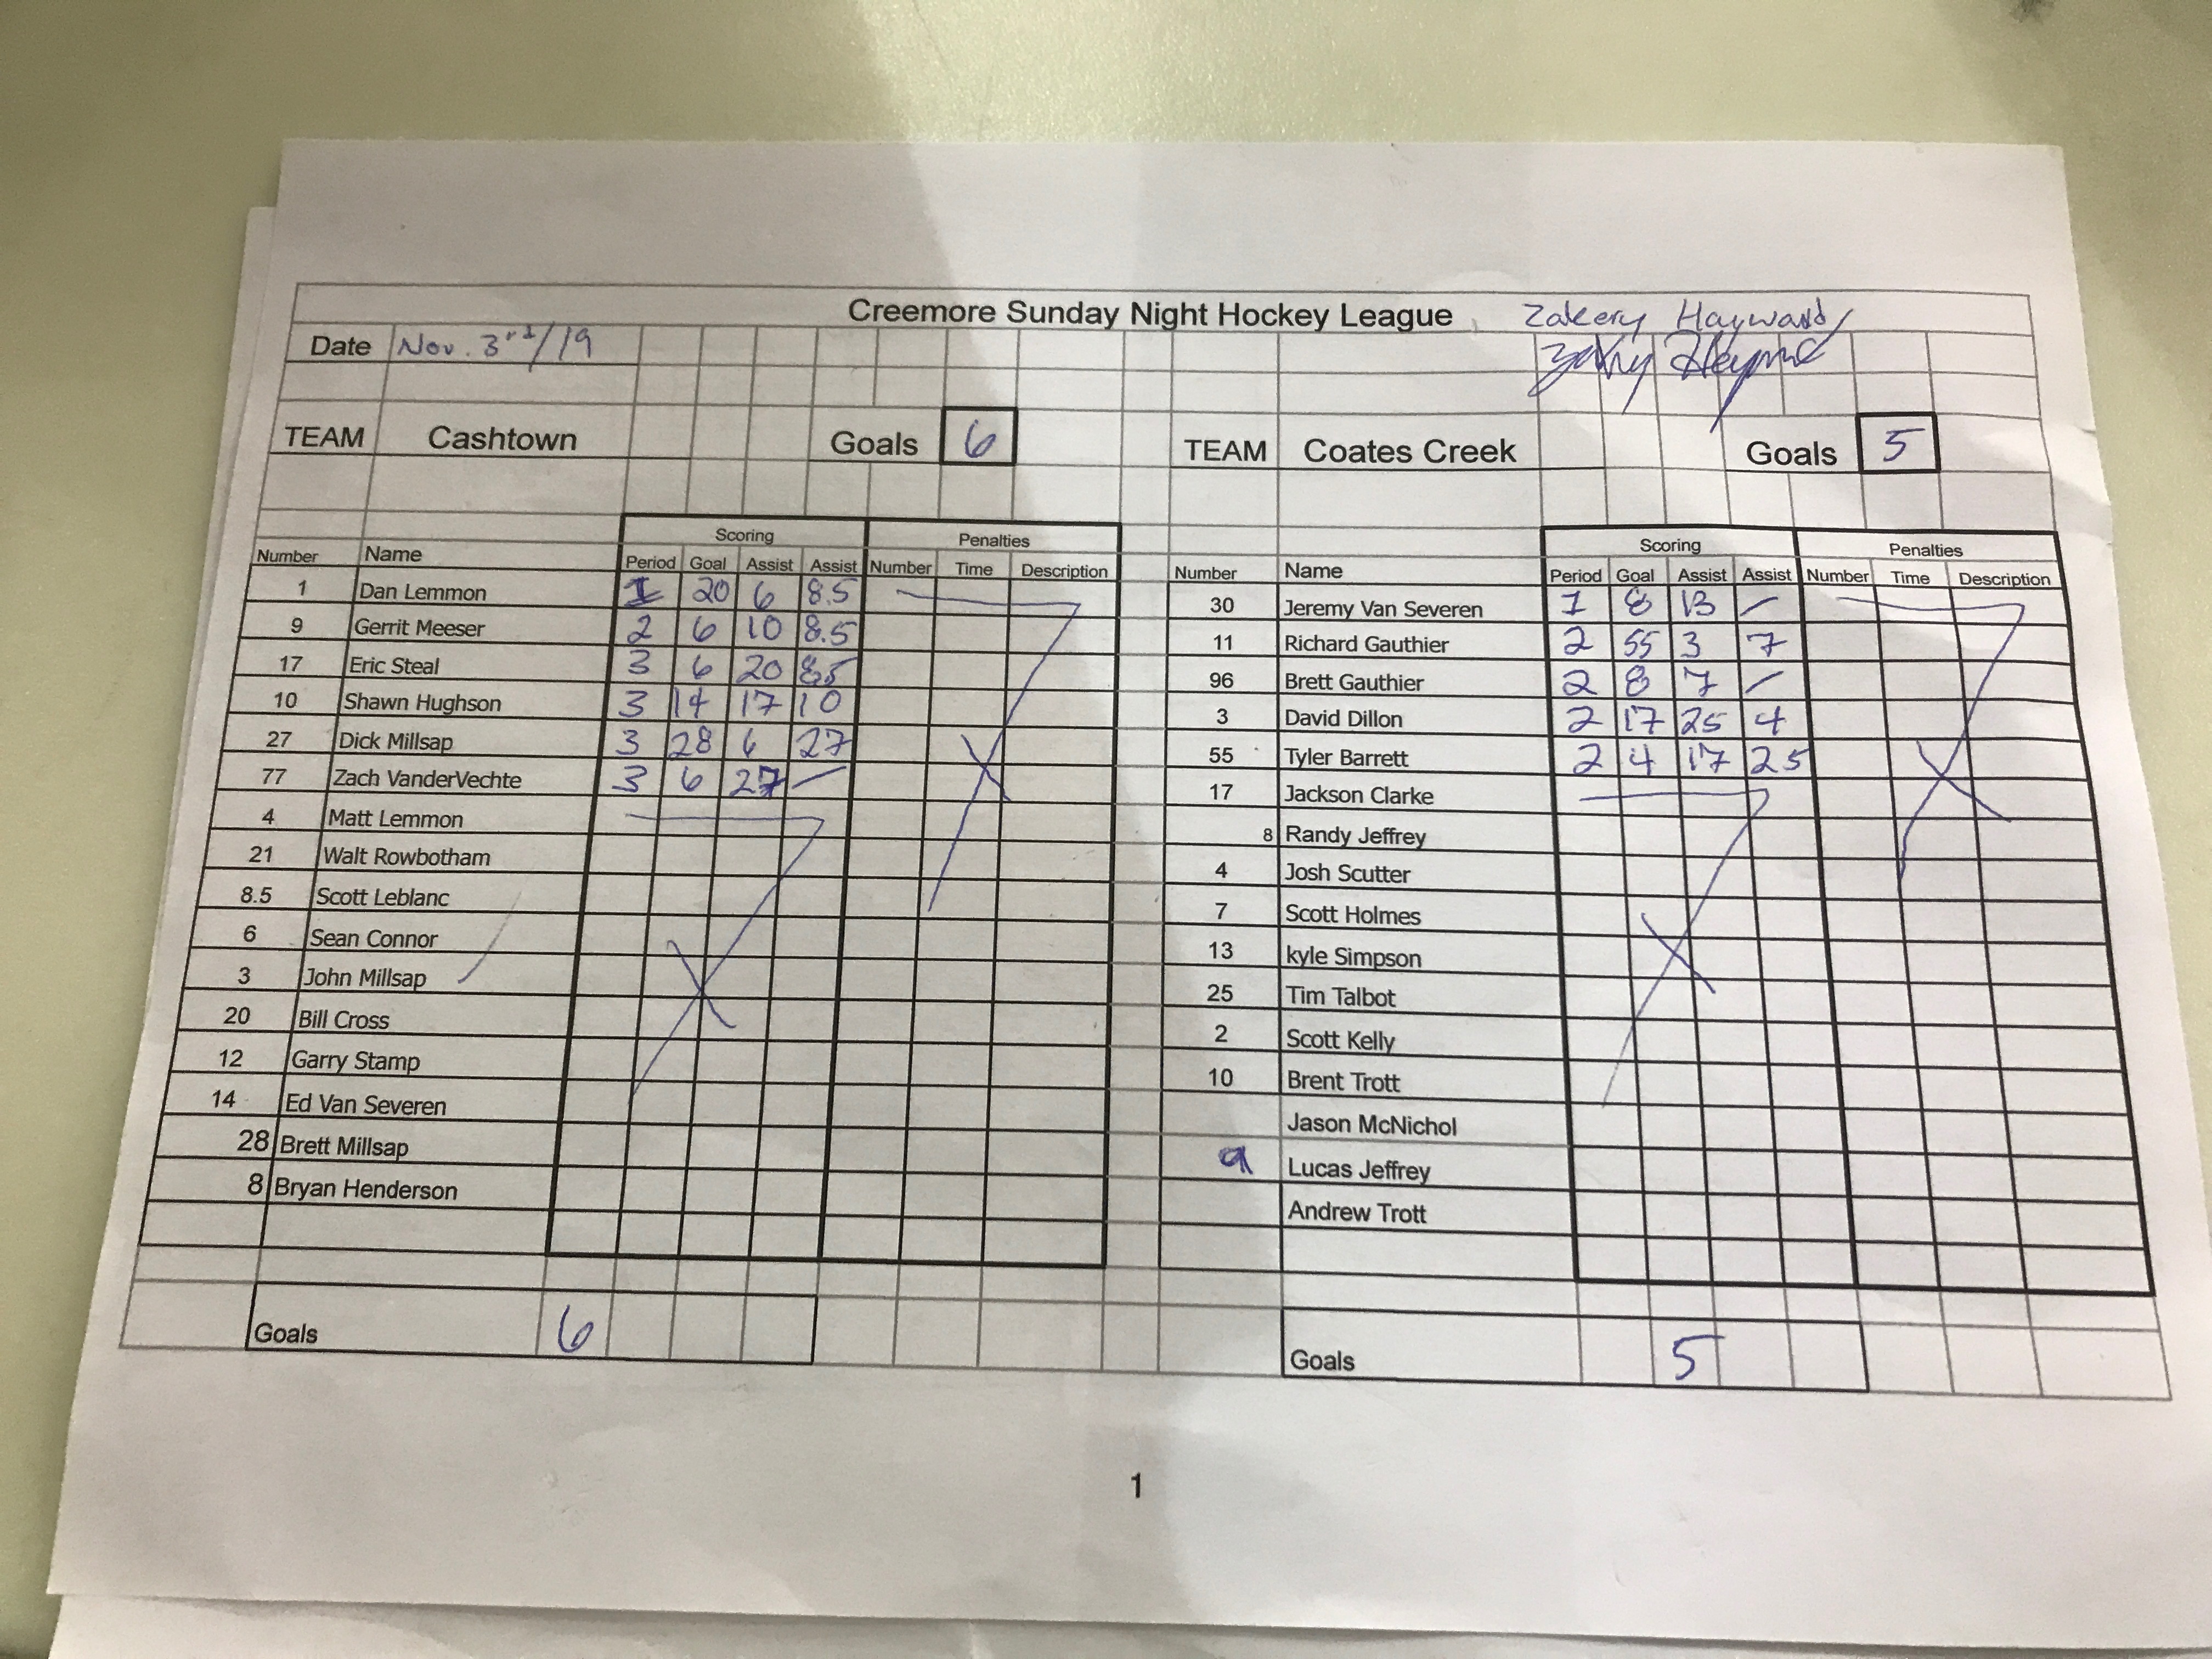 Creemore Sunday Night Hockey League Zakery Hayward
Date Nov. 3rd/19
TEAM Cashtown Goals 6 TEAM Coates Creek Goals 5
Scoring Penalties Scoring Penalties
Number Name Period Goal Assist Assist Number Time Description Number Name Period Goal Assist Assist Number Time Description
1 Dan Lemmon 1 20 6 8.5 30 Jeremy Van Severen 1 8 13 –
9 Gerrit Meeser 2 6 10 8.5 11 Richard Gauthier 2 55 3 7
17 Eric Steal 3 6 20 8.5 96 Brett Gauthier 2 8 7 –
10 Shawn Hughson 3 14 17 10 3 David Dillon 2 17 25 4
27 Dick Millsap 3 28 6 27 55 Tyler Barrett 2 4 17 25
77 Zach VanderVechte 3 6 27 – 17 Jackson Clarke
4 Matt Lemmon 8 Randy Jeffrey
21 Walt Rowbotham 4 Josh Scutter
8.5 Scott Leblanc 7 Scott Holmes
6 Sean Connor 13 kyle Simpson
3 John Millsap 25 Tim Talbot
20 Bill Cross 2 Scott Kelly
12 Garry Stamp 10 Brent Trott
14 Ed Van Severen Jason McNichol
28 Brett Millsap 9 Lucas Jeffrey
8 Bryan Henderson Andrew Trott
Goals 6 Goals 5
1